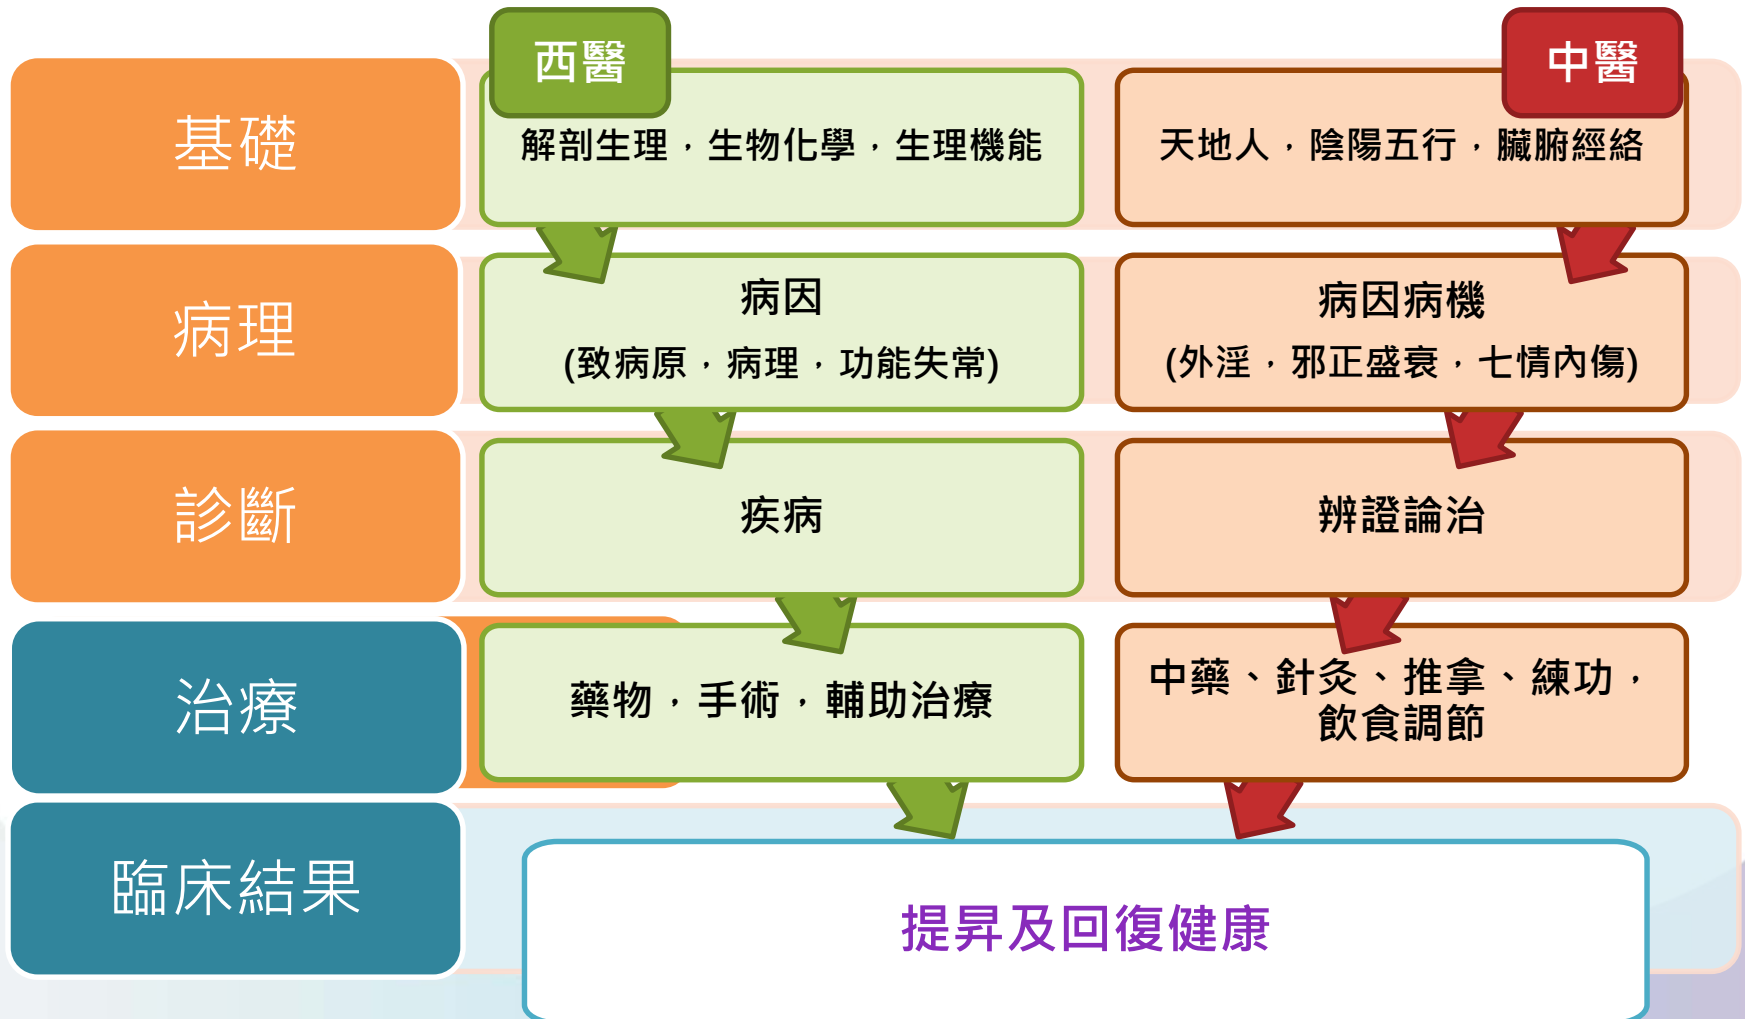 西醫
中醫
基礎
解剖生理，生物化學，生理機能
天地人，陰陽五行，臟腑經絡
病理
病因
(致病原，病理，功能失常)
病因病機
(外淫，邪正盛衰，七情內傷)
診斷
疾病
辨證論治
治療
藥物，手術，輔助治療
中藥、針灸、推拿、練功，
飲食調節
臨床結果
提昇及回復健康